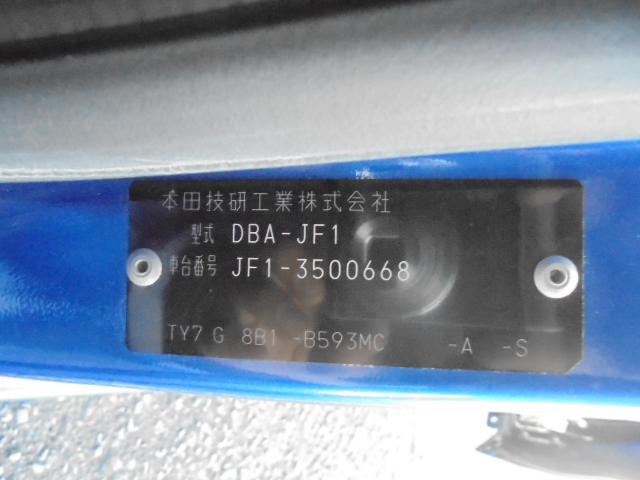 本田技研工業株式会社
型式 DBA-JF1
車台番号 JF1-3500668
TY7 G 8B1 -B593MC -A -S